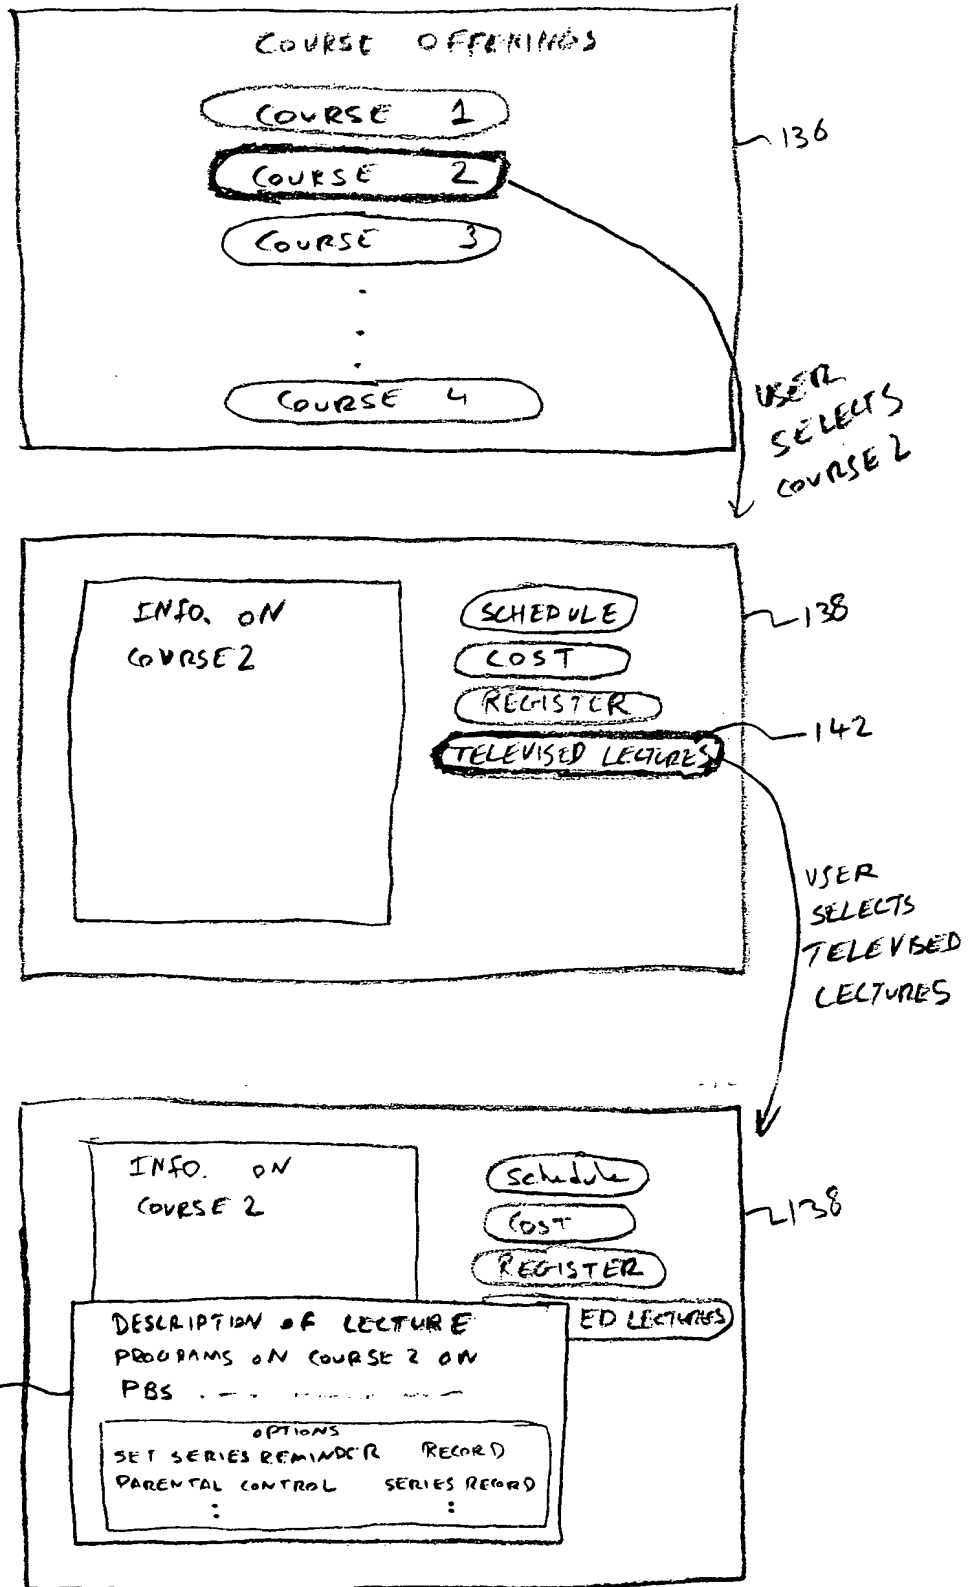 COURSE OFFERINGS
COURSE 1
136
COURSE 2
COURSE 3
COURSE 4
USER
SELECTS
COURSE 2
INFO. ON
COURSE 2
SCHEDULE
138
COST
REGISTER
TELEVISED LECTURES
142
USER
SELECTS
TELEVISED
LECTURES
INFO. ON
COURSE 2
Schedule
138
COST
REGISTER
ED LECTURES
DESCRIPTION OF LECTURE
PROGRAMS ON COURSE 2 ON
PBS
OPTIONS
SET SERIES REMINDER RECORD
PARENTAL CONTROL SERIES RECORD